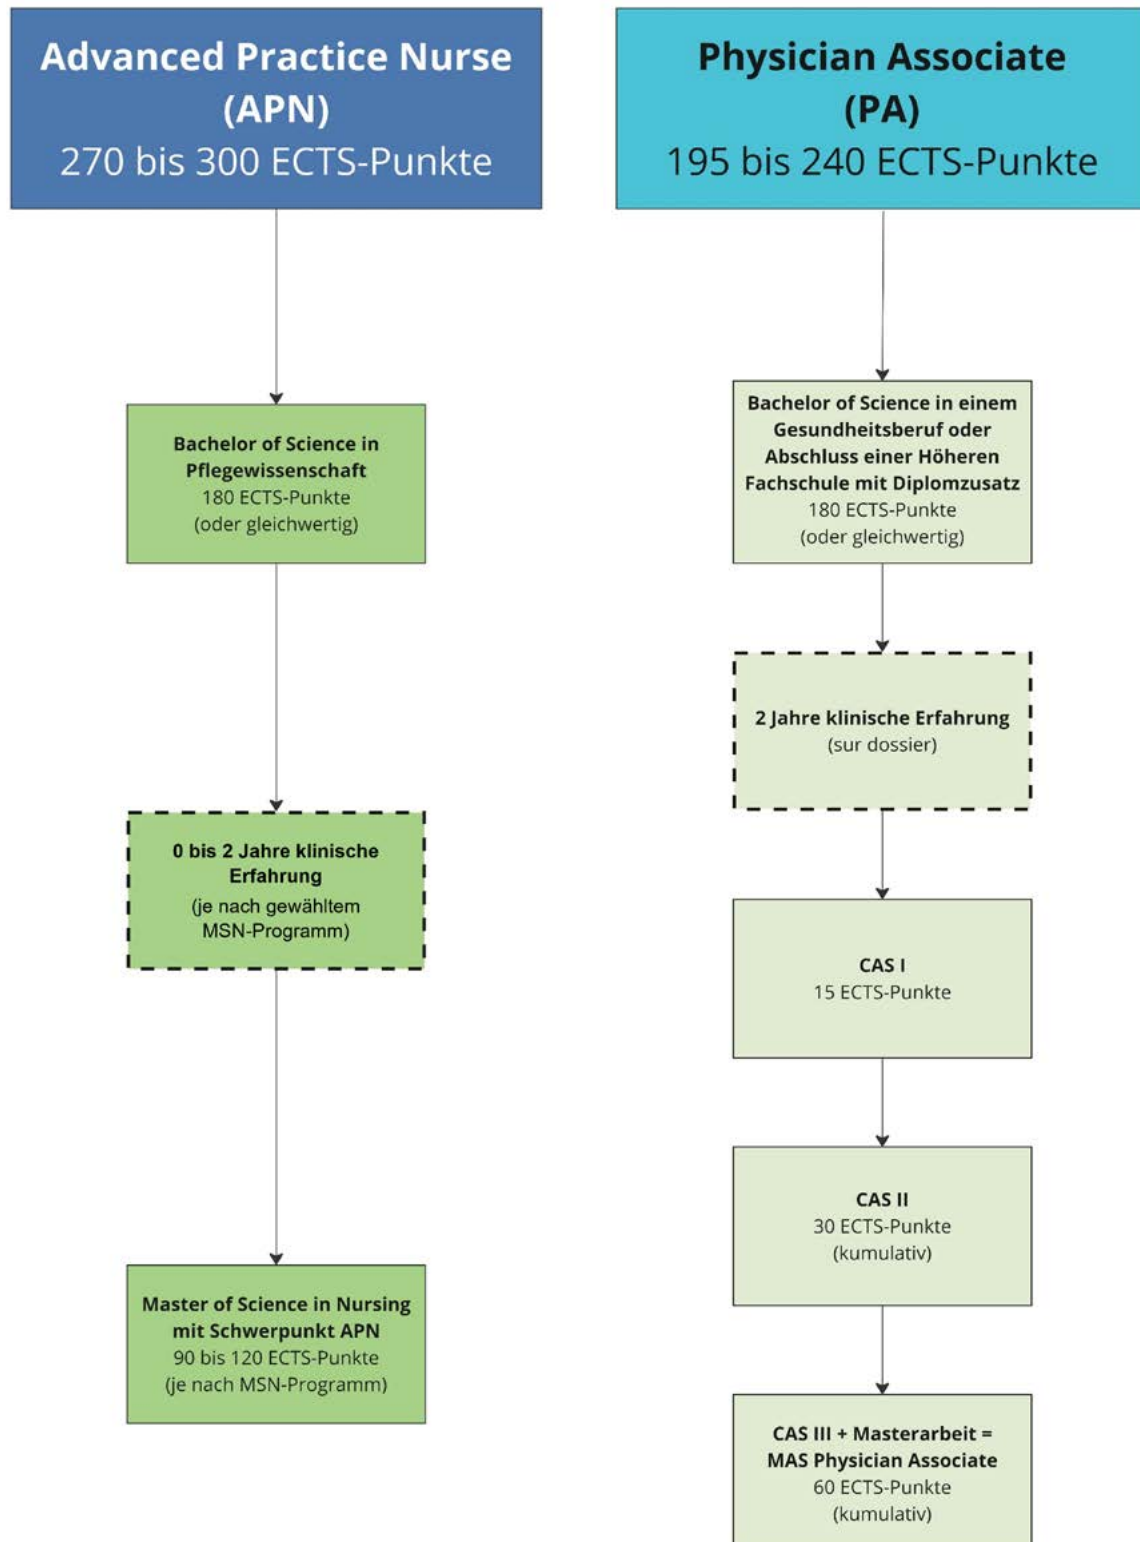 Advanced Practice Nurse
(APN)
270 bis 300 ECTS-Punkte
Bachelor of Science in
Pflegewissenschaft
180 ECTS-Punkte
(oder gleichwertig)
0 bis 2 Jahre klinische
Erfahrung
(je nach gewähltem
MSN-Programm)
Master of Science in Nursing
mit Schwerpunkt APN
90 bis 120 ECTS-Punkte
(je nach MSN-Programm)
Physician Associate
(PA)
195 bis 240 ECTS-Punkte
Bachelor of Science in einem
Gesundheitsberuf oder
Abschluss einer Höheren
Fachschule mit Diplomzusatz
180 ECTS-Punkte
(oder gleichwertig)
2 Jahre klinische Erfahrung
(sur dossier)
CAS I
15 ECTS-Punkte
CAS II
30 ECTS-Punkte
(kumulativ)
CAS III + Masterarbeit =
MAS Physician Associate
60 ECTS-Punkte
(kumulativ)